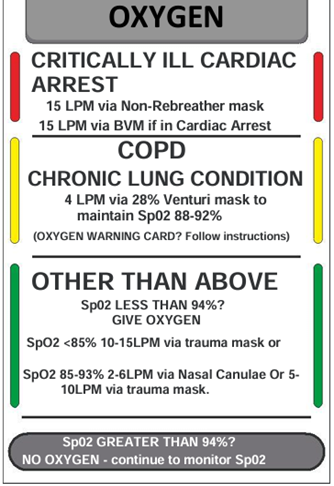 OXYGEN
CRITICALLY ILL CARDIAC
ARREST
15 LPM via Non-Rebreather mask
15 LPM via BVM if in Cardiac Arrest
COPD
CHRONIC LUNG CONDITION
4 LPM via 28% Venturi mask to
maintain Sp02 88-92%
(OXYGEN WARNING CARD? Follow instructions)
OTHER THAN ABOVE
Sp02 LESS THAN 94%?
GIVE OXYGEN
SpO2 <85% 10-15LPM via trauma mask or
SpO2 85-93% 2-6LPM via Nasal Canulae Or 5-
10LPM via trauma mask.
Sp02 GREATER THAN 94%?
NO OXYGEN - continue to monitor Sp02